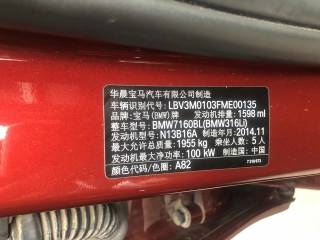 华晨宝马汽车有限公司制造
车辆识别代号: LBV3M0103FME00135
品牌: 宝马(BMW)牌 发动机排量: 1598 ml
整车型号: BMW7160BL(BMW316Li)
发动机型号: N13B16A 制造年月: 2014.11
最大允许总质量: 1955 kg 乘坐人数: 5 人
发动机最大净功率: 100 kW 制造国: 中国
颜色代码/色圈: A82